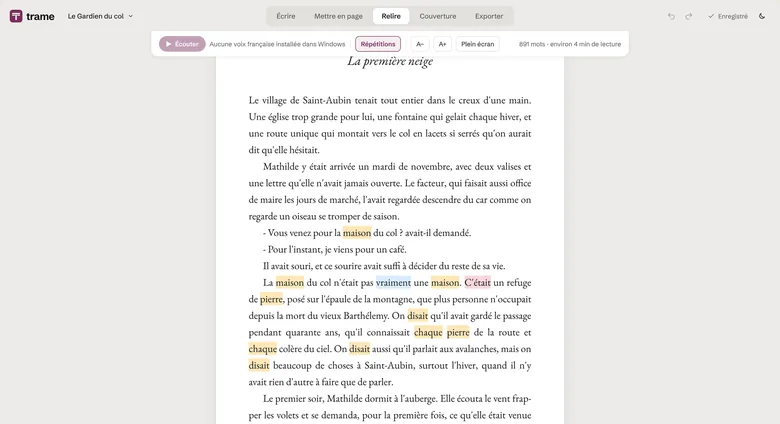 trame
Le Gardien du col
Écrire
Mettre en page
Relire
Couverture
Exporter
Enregistré
Écouter
Aucune voix française installée dans Windows
Répétitions
A−
A+
Plein écran
891 mots · environ 4 min de lecture
La première neige
Le village de Saint-Aubin tenait tout entier dans le creux d'une main.
Une église trop grande pour lui, une fontaine qui gelait chaque hiver, et
une route unique qui montait vers le col en lacets si serrés qu'on aurait
dit qu'elle hésitait.
Mathilde y était arrivée un mardi de novembre, avec deux valises et
une lettre qu'elle n'avait jamais ouverte. Le facteur, qui faisait aussi office
de maire les jours de marché, l'avait regardée descendre du car comme on
regarde un oiseau se tromper de saison.
- Vous venez pour la maison du col ? avait-il demandé.
- Pour l'instant, je viens pour un café.
Il avait souri, et ce sourire avait suffi à décider du reste de sa vie.
La maison du col n'était pas vraiment une maison. C'était un refuge
de pierre, posé sur l'épaule de la montagne, que plus personne n'occupait
depuis la mort du vieux Barthélemy. On disait qu'il avait gardé le passage
pendant quarante ans, qu'il connaissait chaque pierre de la route et
chaque colère du ciel. On disait aussi qu'il parlait aux avalanches, mais on
disait beaucoup de choses à Saint-Aubin, surtout l'hiver, quand il n'y
avait rien d'autre à faire que de parler.
Le premier soir, Mathilde dormit à l'auberge. Elle écouta le vent frap-
per les volets et se demanda, pour la première fois, ce qu'elle était venue